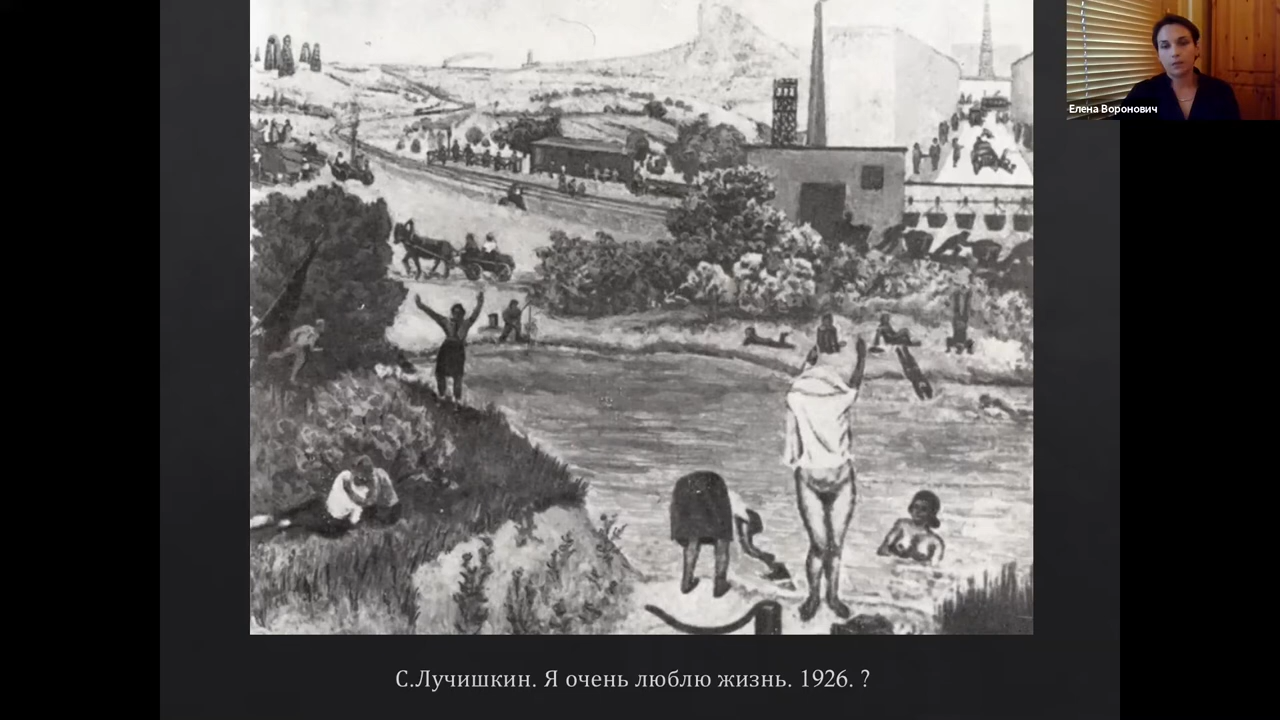 Елена Воронович
С.Лучишкин. Я очень люблю жизнь. 1926. ?